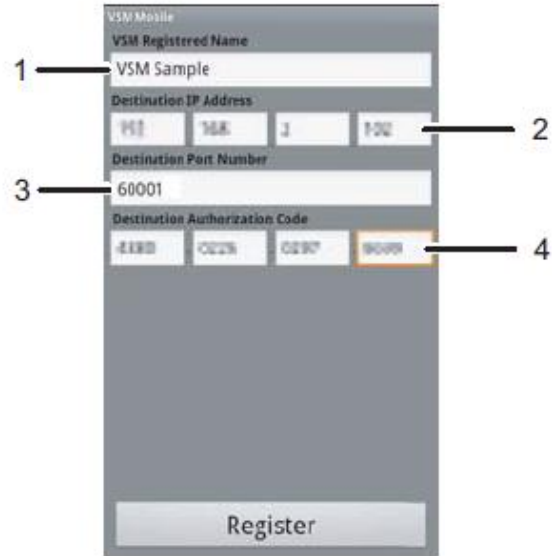 VSM Mobile
VSM Registered Name
1
VSM Sample
Destination IP Address
2
Destination Port Number
3
60001
Destination Authorization Code
4
Register